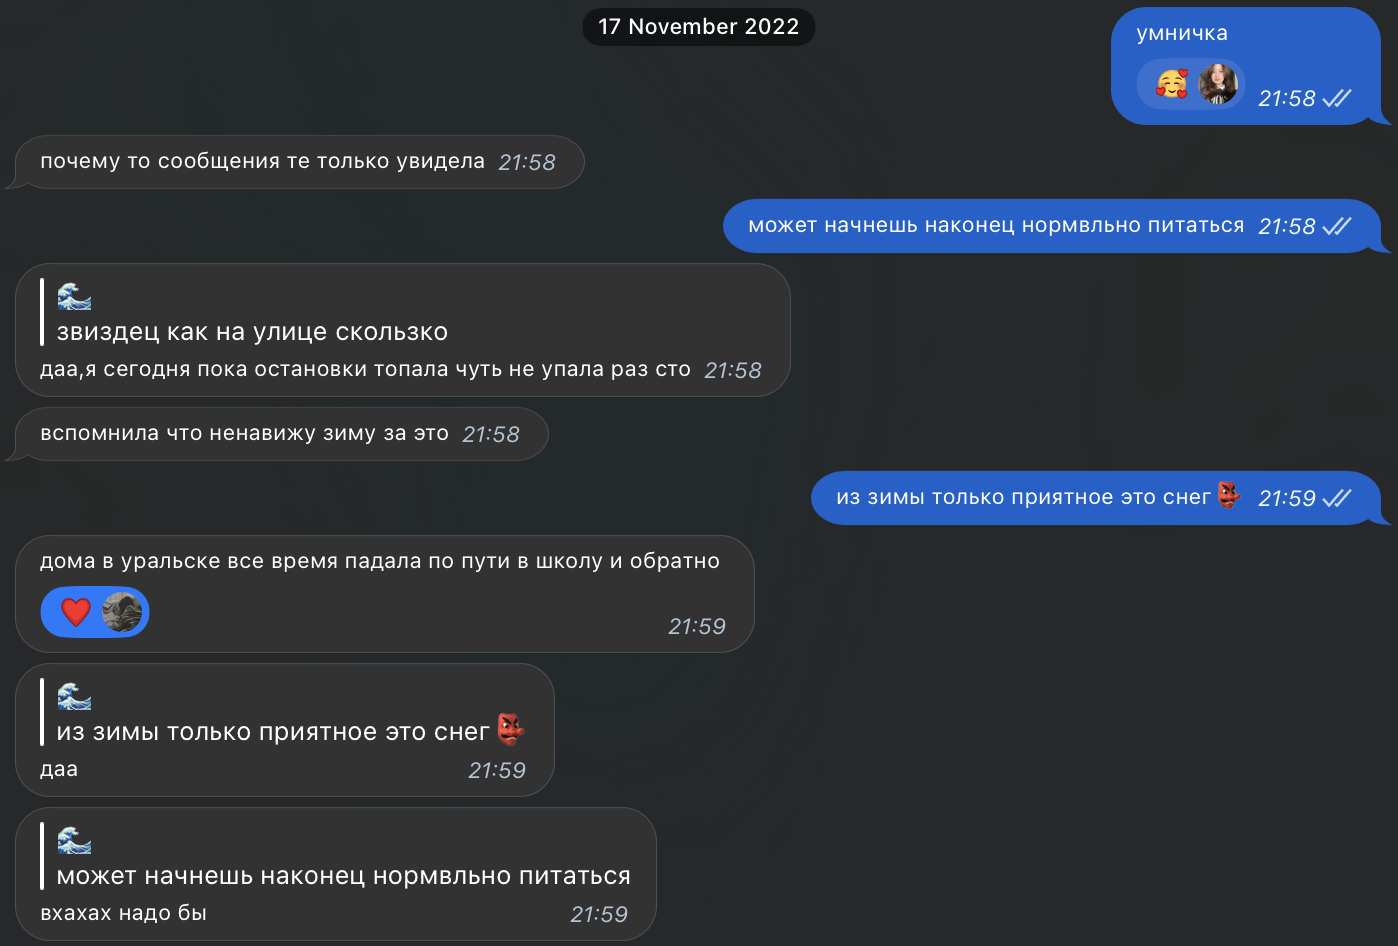 17 November 2022
умничка
21:58
почему то сообщения те только увидела 21:58
может начнешь наконец нормвльно питаться 21:58
звиздец как на улице скользко
даа,я сегодня пока остановки топала чуть не упала раз сто 21:58
вспомнила что ненавижу зиму за это 21:58
из зимы только приятное это снег👺 21:59
дома в уральске все время падала по пути в школу и обратно
21:59
из зимы только приятное это снег👺
даа 21:59
может начнешь наконец нормвльно питаться
вхахах надо бы 21:59